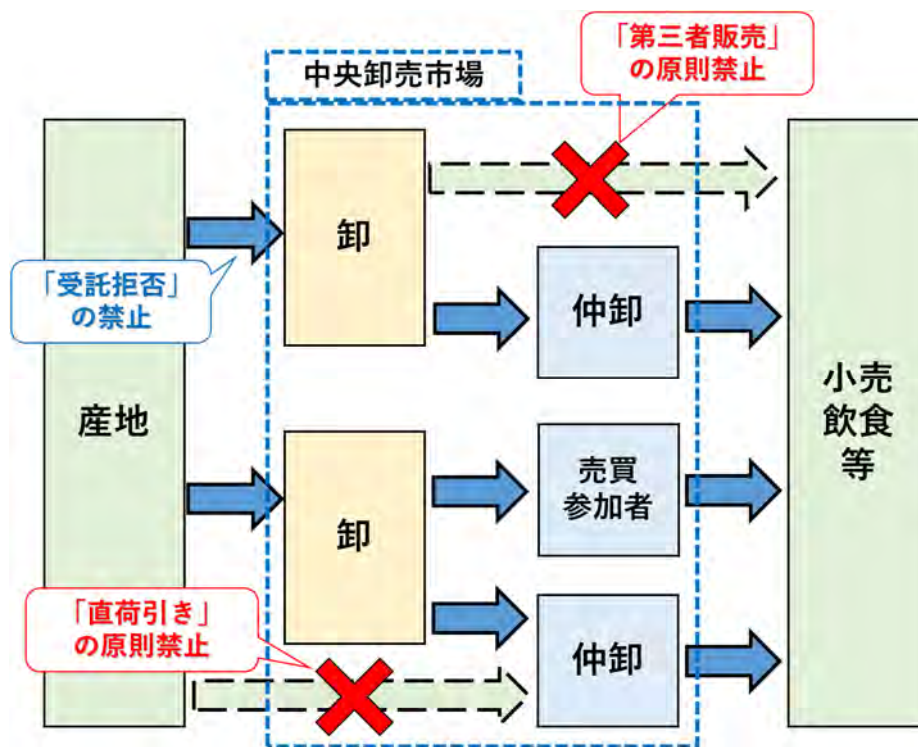 「第三者販売」
の原則禁止
中央卸売市場
卸
「受託拒否」
の禁止
仲卸
産地
小売
飲食
等
卸
売買
参加者
「直荷引き」
の原則禁止
仲卸